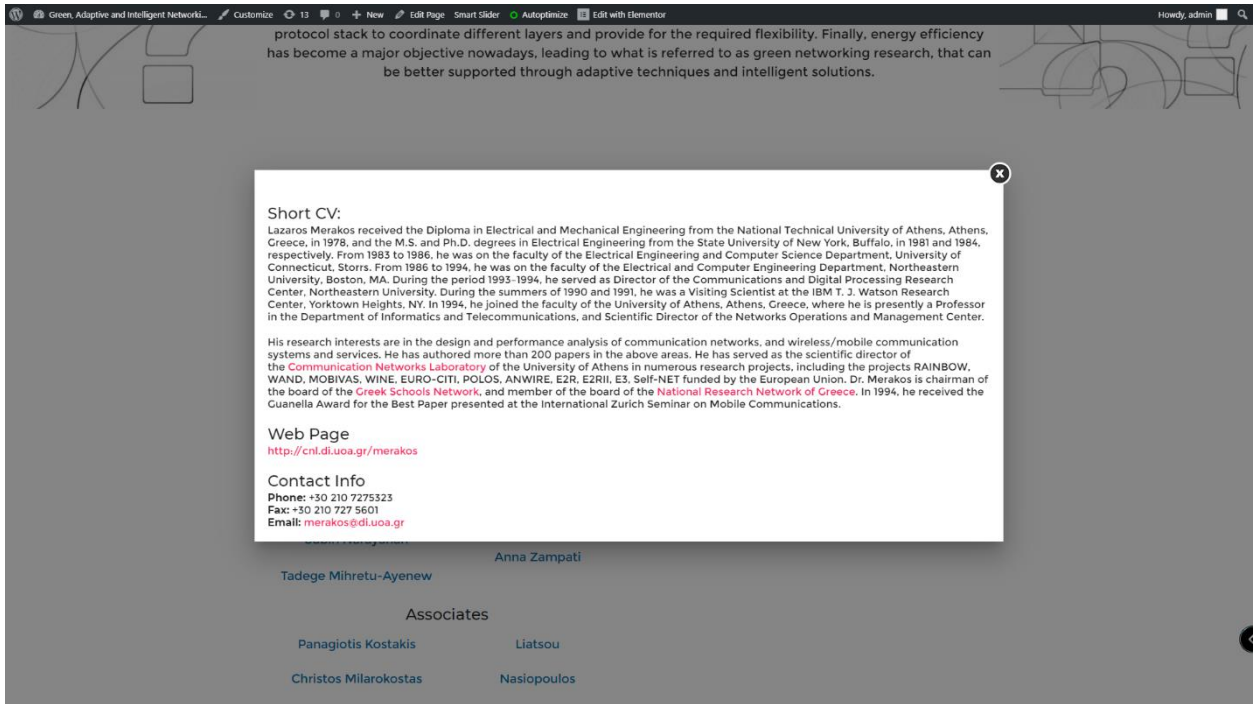 Green, Adaptive and Intelligent Networki... Customize 13 0 New Edit Page Smart Slider Autoptimize Edit with Elementor Howdy, admin
protocol stack to coordinate different layers and provide for the required flexibility. Finally, energy efficiency
has become a major objective nowadays, leading to what is referred to as green networking research, that can
be better supported through adaptive techniques and intelligent solutions.
x
Short CV:
Lazaros Merakos received the Diploma in Electrical and Mechanical Engineering from the National Technical University of Athens, Athens,
Greece, in 1978, and the M.S. and Ph.D. degrees in Electrical Engineering from the State University of New York, Buffalo, in 1981 and 1984,
respectively. From 1983 to 1986, he was on the faculty of the Electrical Engineering and Computer Science Department, University of
Connecticut, Storrs. From 1986 to 1994, he was on the faculty of the Electrical and Computer Engineering Department, Northeastern
University, Boston, MA. During the period 1993–1994, he served as Director of the Communications and Digital Processing Research
Center, Northeastern University. During the summers of 1990 and 1991, he was a Visiting Scientist at the IBM T. J. Watson Research
Center, Yorktown Heights, NY. In 1994, he joined the faculty of the University of Athens, Athens, Greece, where he is presently a Professor
in the Department of Informatics and Telecommunications, and Scientific Director of the Networks Operations and Management Center.
His research interests are in the design and performance analysis of communication networks, and wireless/mobile communication
systems and services. He has authored more than 200 papers in the above areas. He has served as the scientific director of
the Communication Networks Laboratory of the University of Athens in numerous research projects, including the projects RAINBOW,
WAND, MOBIVAS, WINE, EURO-CITI, POLOS, ANWIRE, E2R, E2RII, E3, Self-NET funded by the European Union. Dr. Merakos is chairman of
the board of the Greek Schools Network, and member of the board of the National Research Network of Greece. In 1994, he received the
Guanella Award for the Best Paper presented at the International Zurich Seminar on Mobile Communications.
Web Page
http://cnl.di.uoa.gr/merakos
Contact Info
Phone: +30 210 7275323
Fax: +30 210 727 5601
Email: merakos@di.uoa.gr
Anna Zampati
Tadege Mihretu-Ayenew
Associates
Panagiotis Kostakis Liatsou
Christos Milarokostas Nasiopoulos